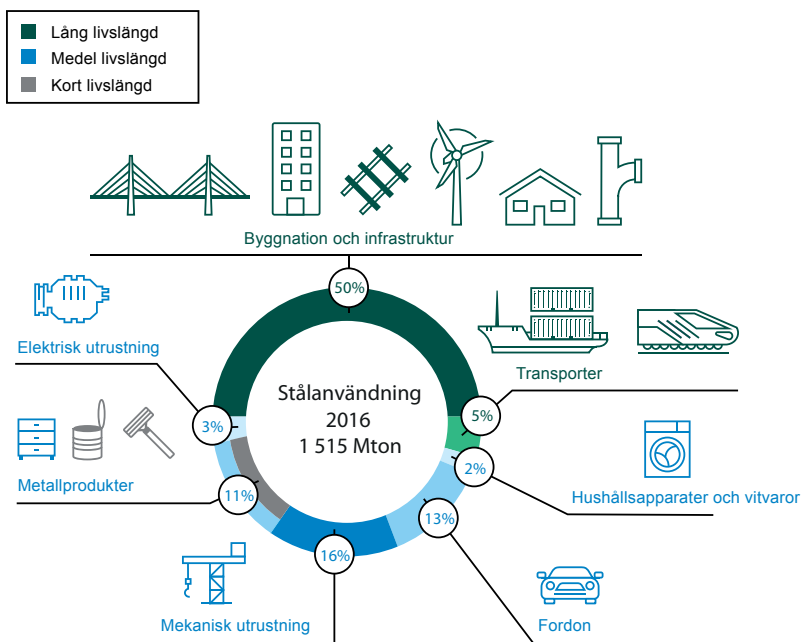 Lång livslängd
Medel livslängd
Kort livslängd
Byggnation och infrastruktur
50%
Elektrisk utrustning
Transporter
Stålanvändning
2016
1 515 Mton
3%
5%
2%
Metallprodukter
11%
Hushållsapparater och vitvaror
13%
16%
Mekanisk utrustning
Fordon